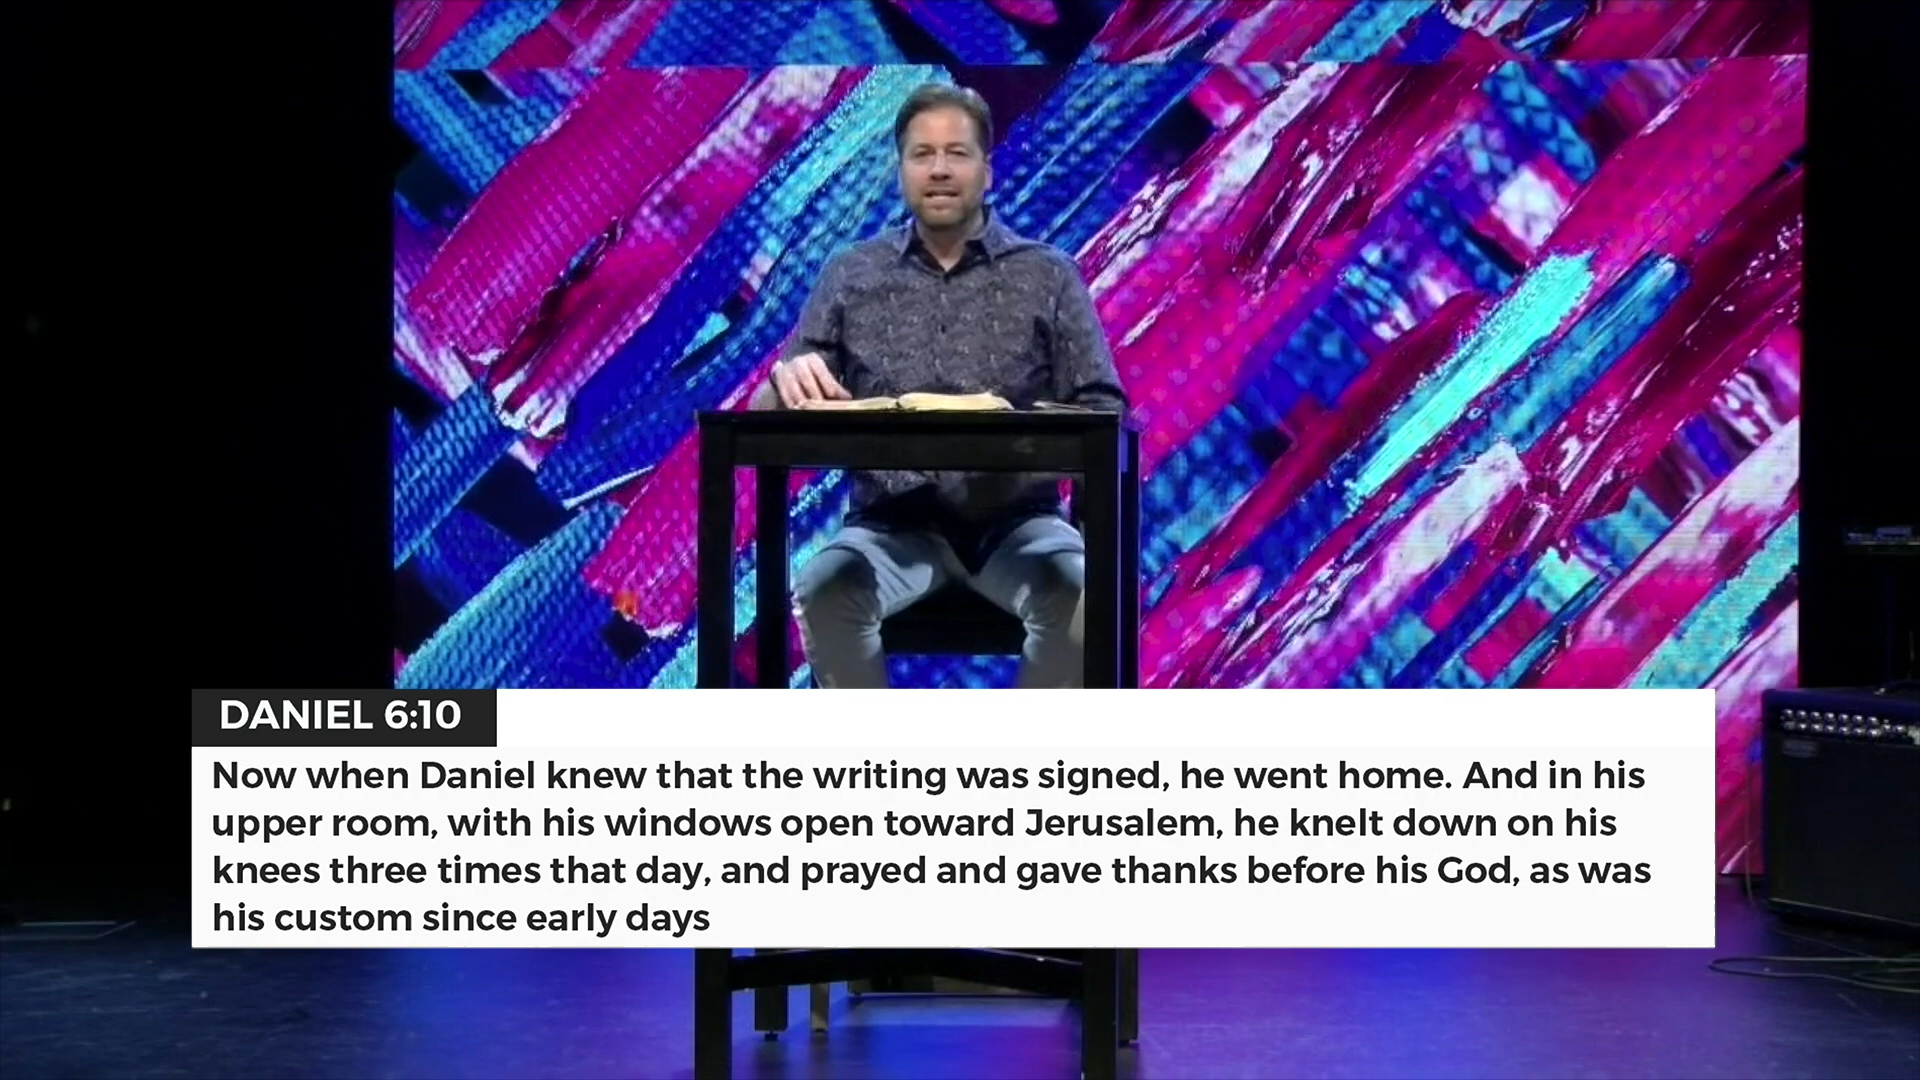 DANIEL 6:10
Now when Daniel knew that the writing was signed, he went home. And in his
upper room, with his windows open toward Jerusalem, he knelt down on his
knees three times that day, and prayed and gave thanks before his God, as was
his custom since early days